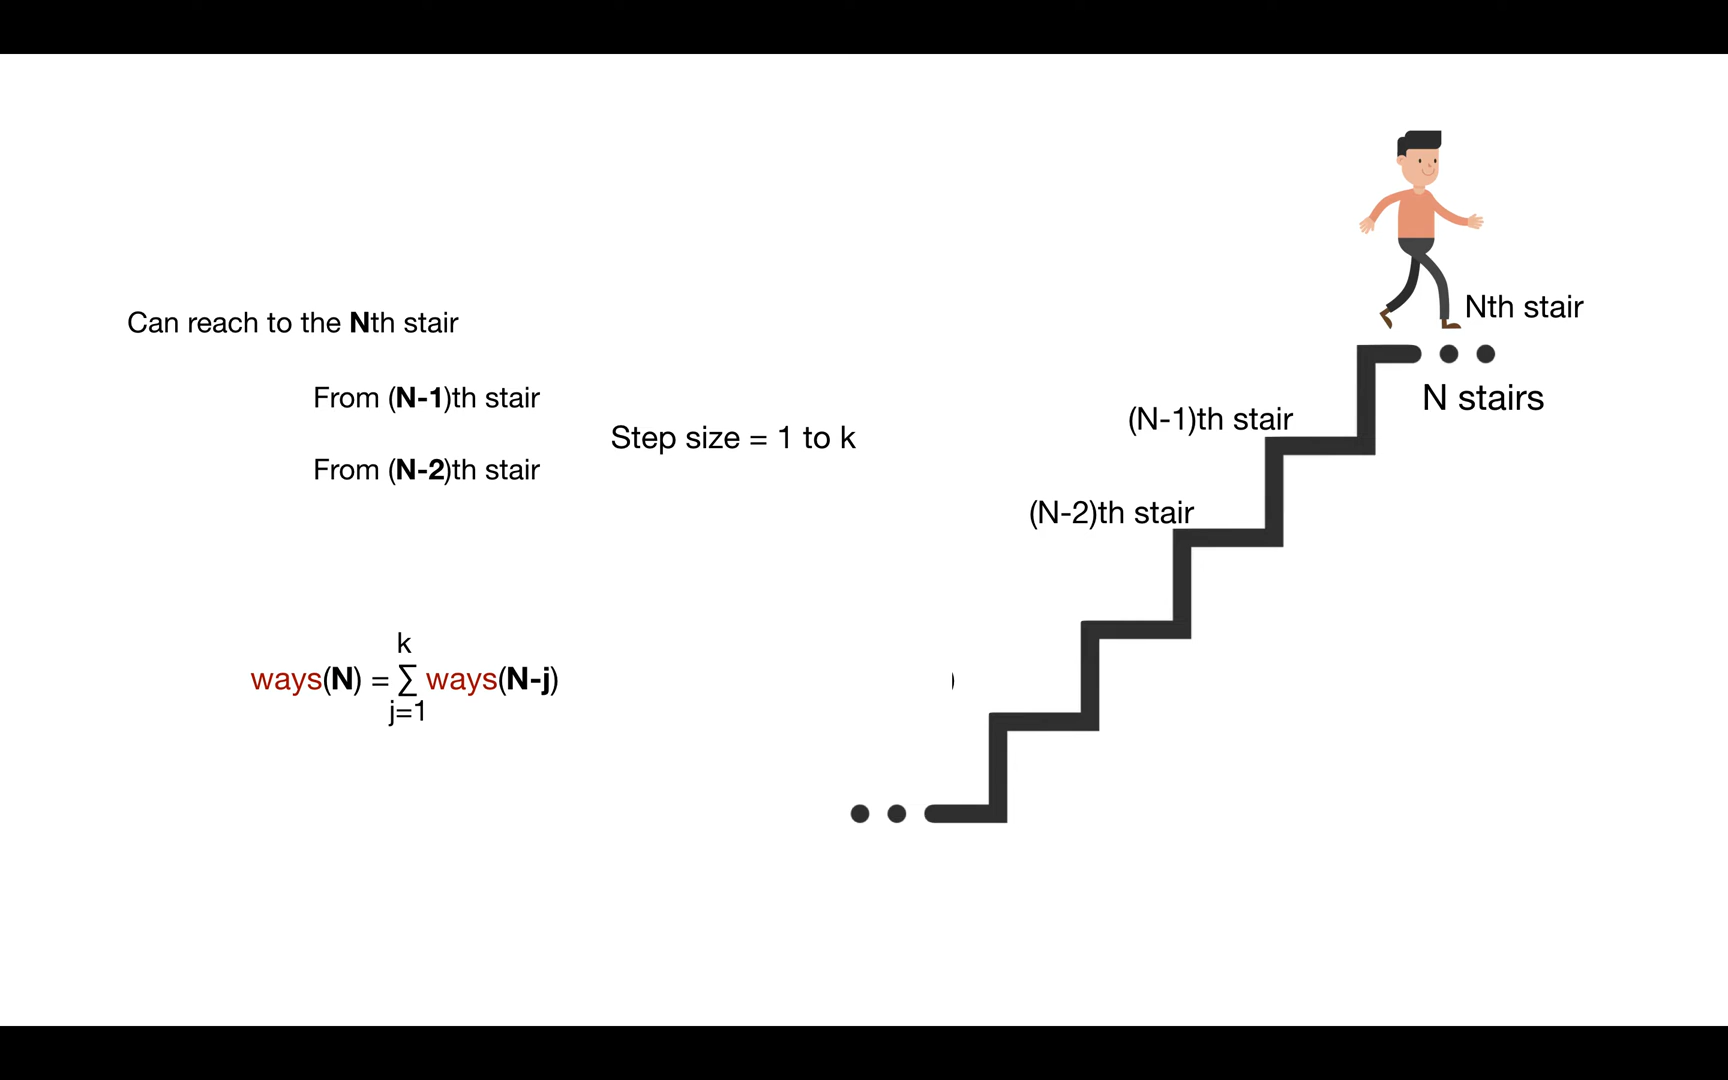 Can reach to the Nth stair
From (N-1)th stair
From (N-2)th stair
Step size = 1 to k
k
ways(N) = ∑ ways(N-j)
j=1
)
Nth stair
N stairs
(N-1)th stair
(N-2)th stair